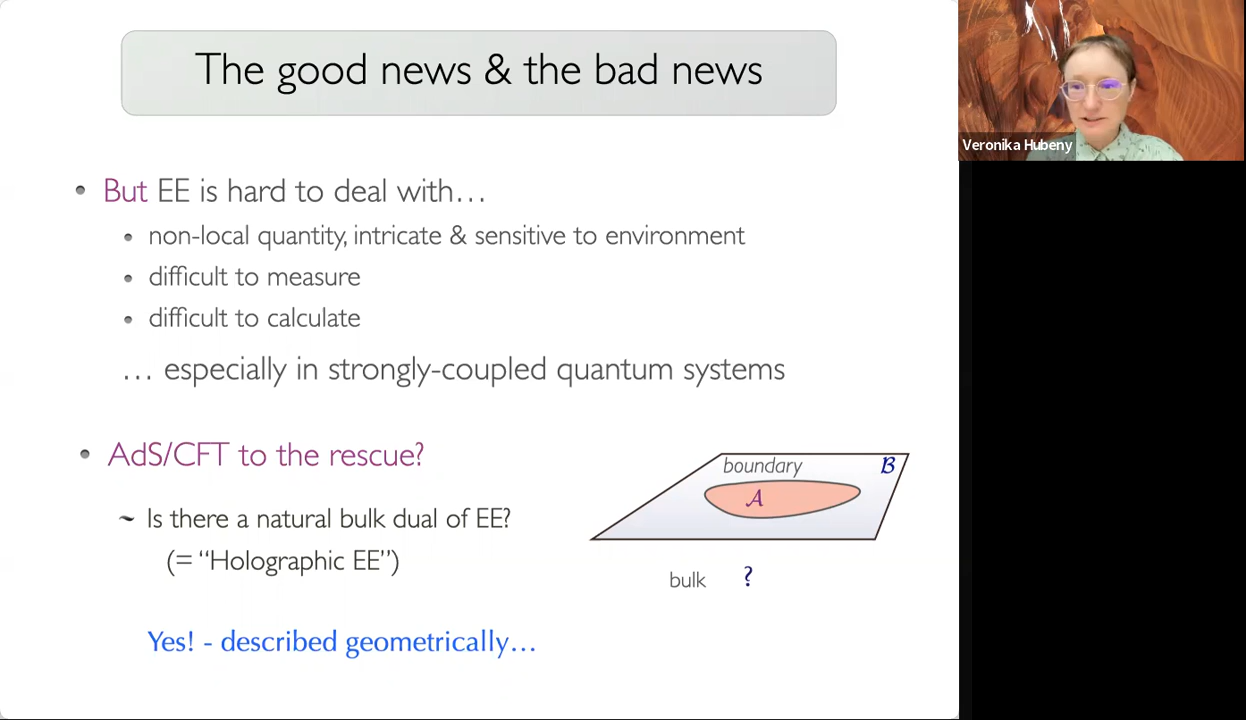 The good news & the bad news
Veronika Hubeny
• But EE is hard to deal with…
• non-local quantity, intricate & sensitive to environment
• difficult to measure
• difficult to calculate
… especially in strongly-coupled quantum systems
• AdS/CFT to the rescue?
boundary
B
A
~ Is there a natural bulk dual of EE?
(= “Holographic EE”)
bulk ?
Yes! - described geometrically…